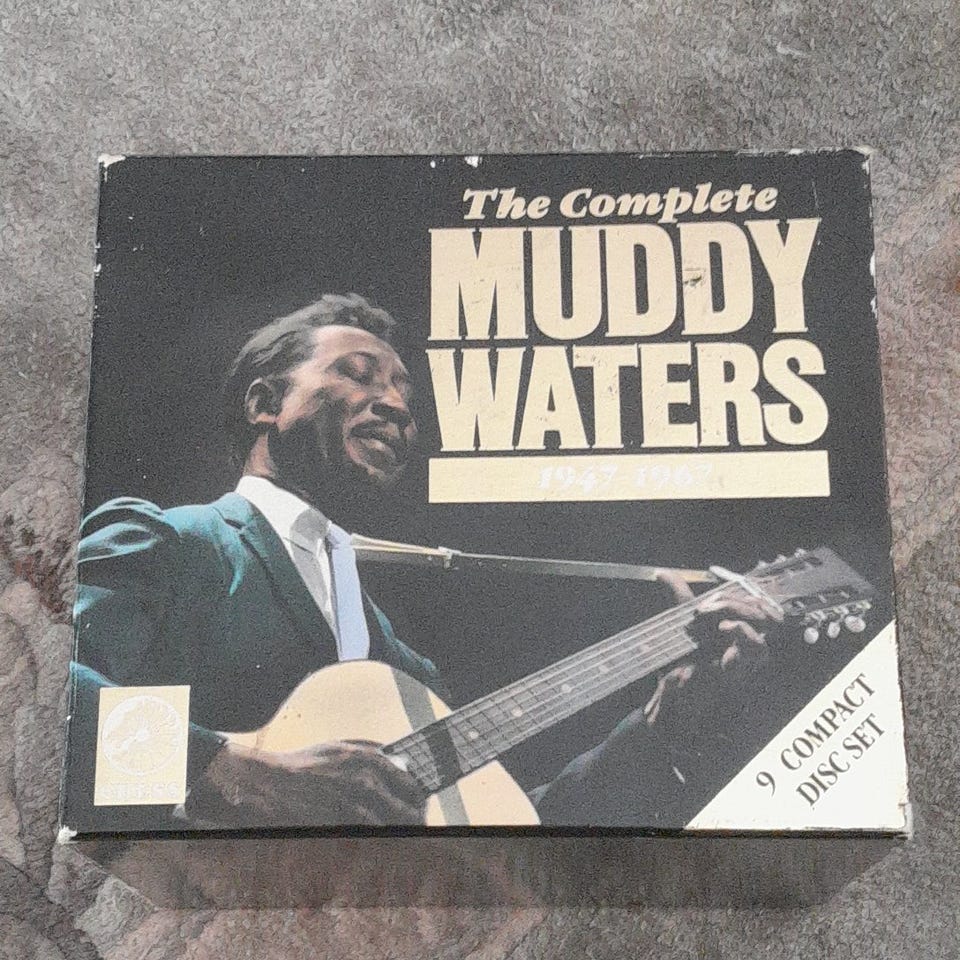 The Complete
MUDDY
WATERS
1947-1967
9 COMPACT
DISC SET